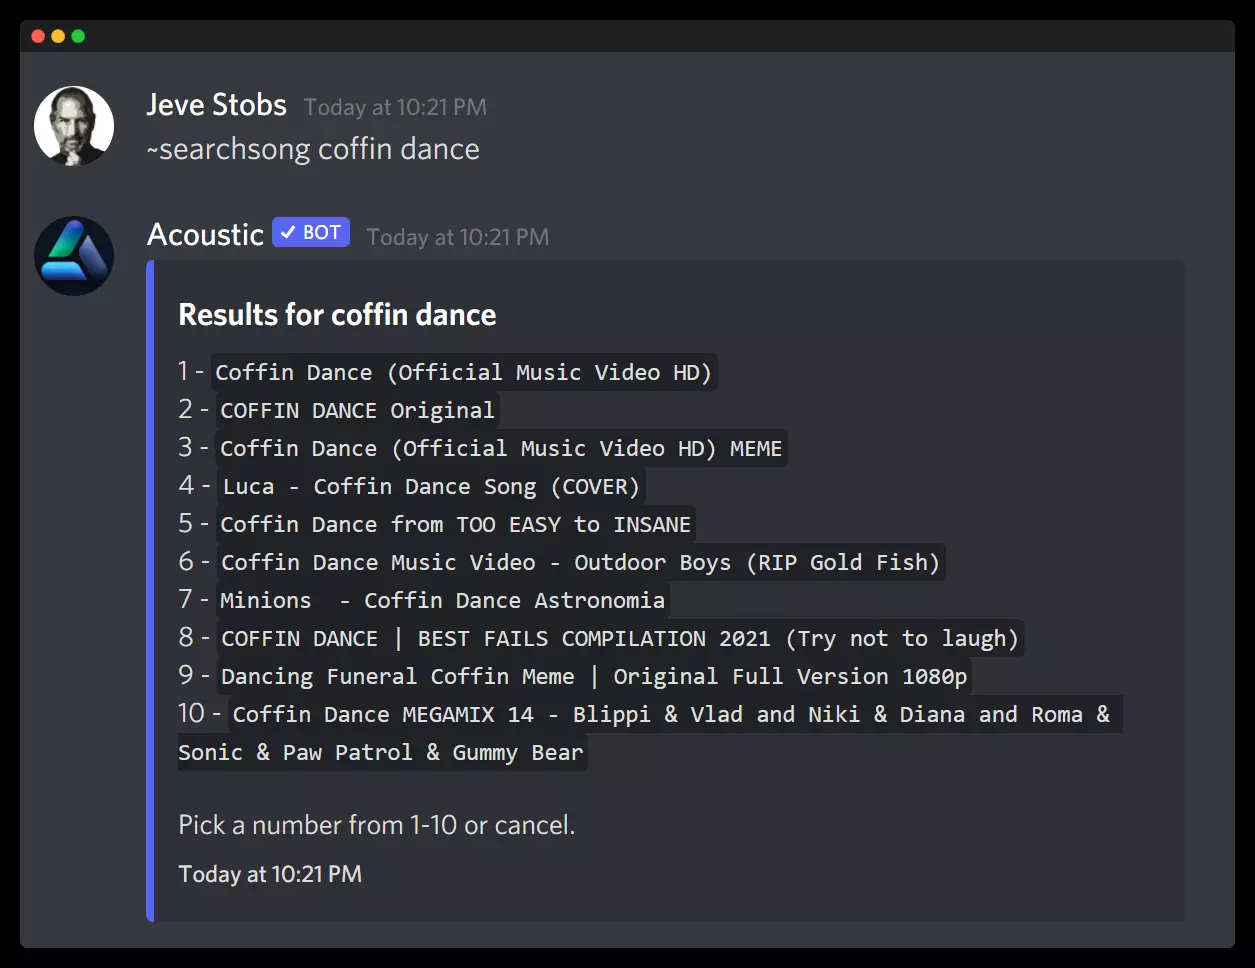 Jeve Stobs Today at 10:21 PM
~searchsong coffin dance
Acoustic ✓ BOT Today at 10:21 PM
Results for coffin dance
1 - Coffin Dance (Official Music Video HD)
2 - COFFIN DANCE Original
3 - Coffin Dance (Official Music Video HD) MEME
4 - Luca - Coffin Dance Song (COVER)
5 - Coffin Dance from TOO EASY to INSANE
6 - Coffin Dance Music Video - Outdoor Boys (RIP Gold Fish)
7 - Minions  - Coffin Dance Astronomia
8 - COFFIN DANCE | BEST FAILS COMPILATION 2021 (Try not to laugh)
9 - Dancing Funeral Coffin Meme | Original Full Version 1080p
10 - Coffin Dance MEGAMIX 14 - Blippi & Vlad and Niki & Diana and Roma &
Sonic & Paw Patrol & Gummy Bear
Pick a number from 1-10 or cancel.
Today at 10:21 PM